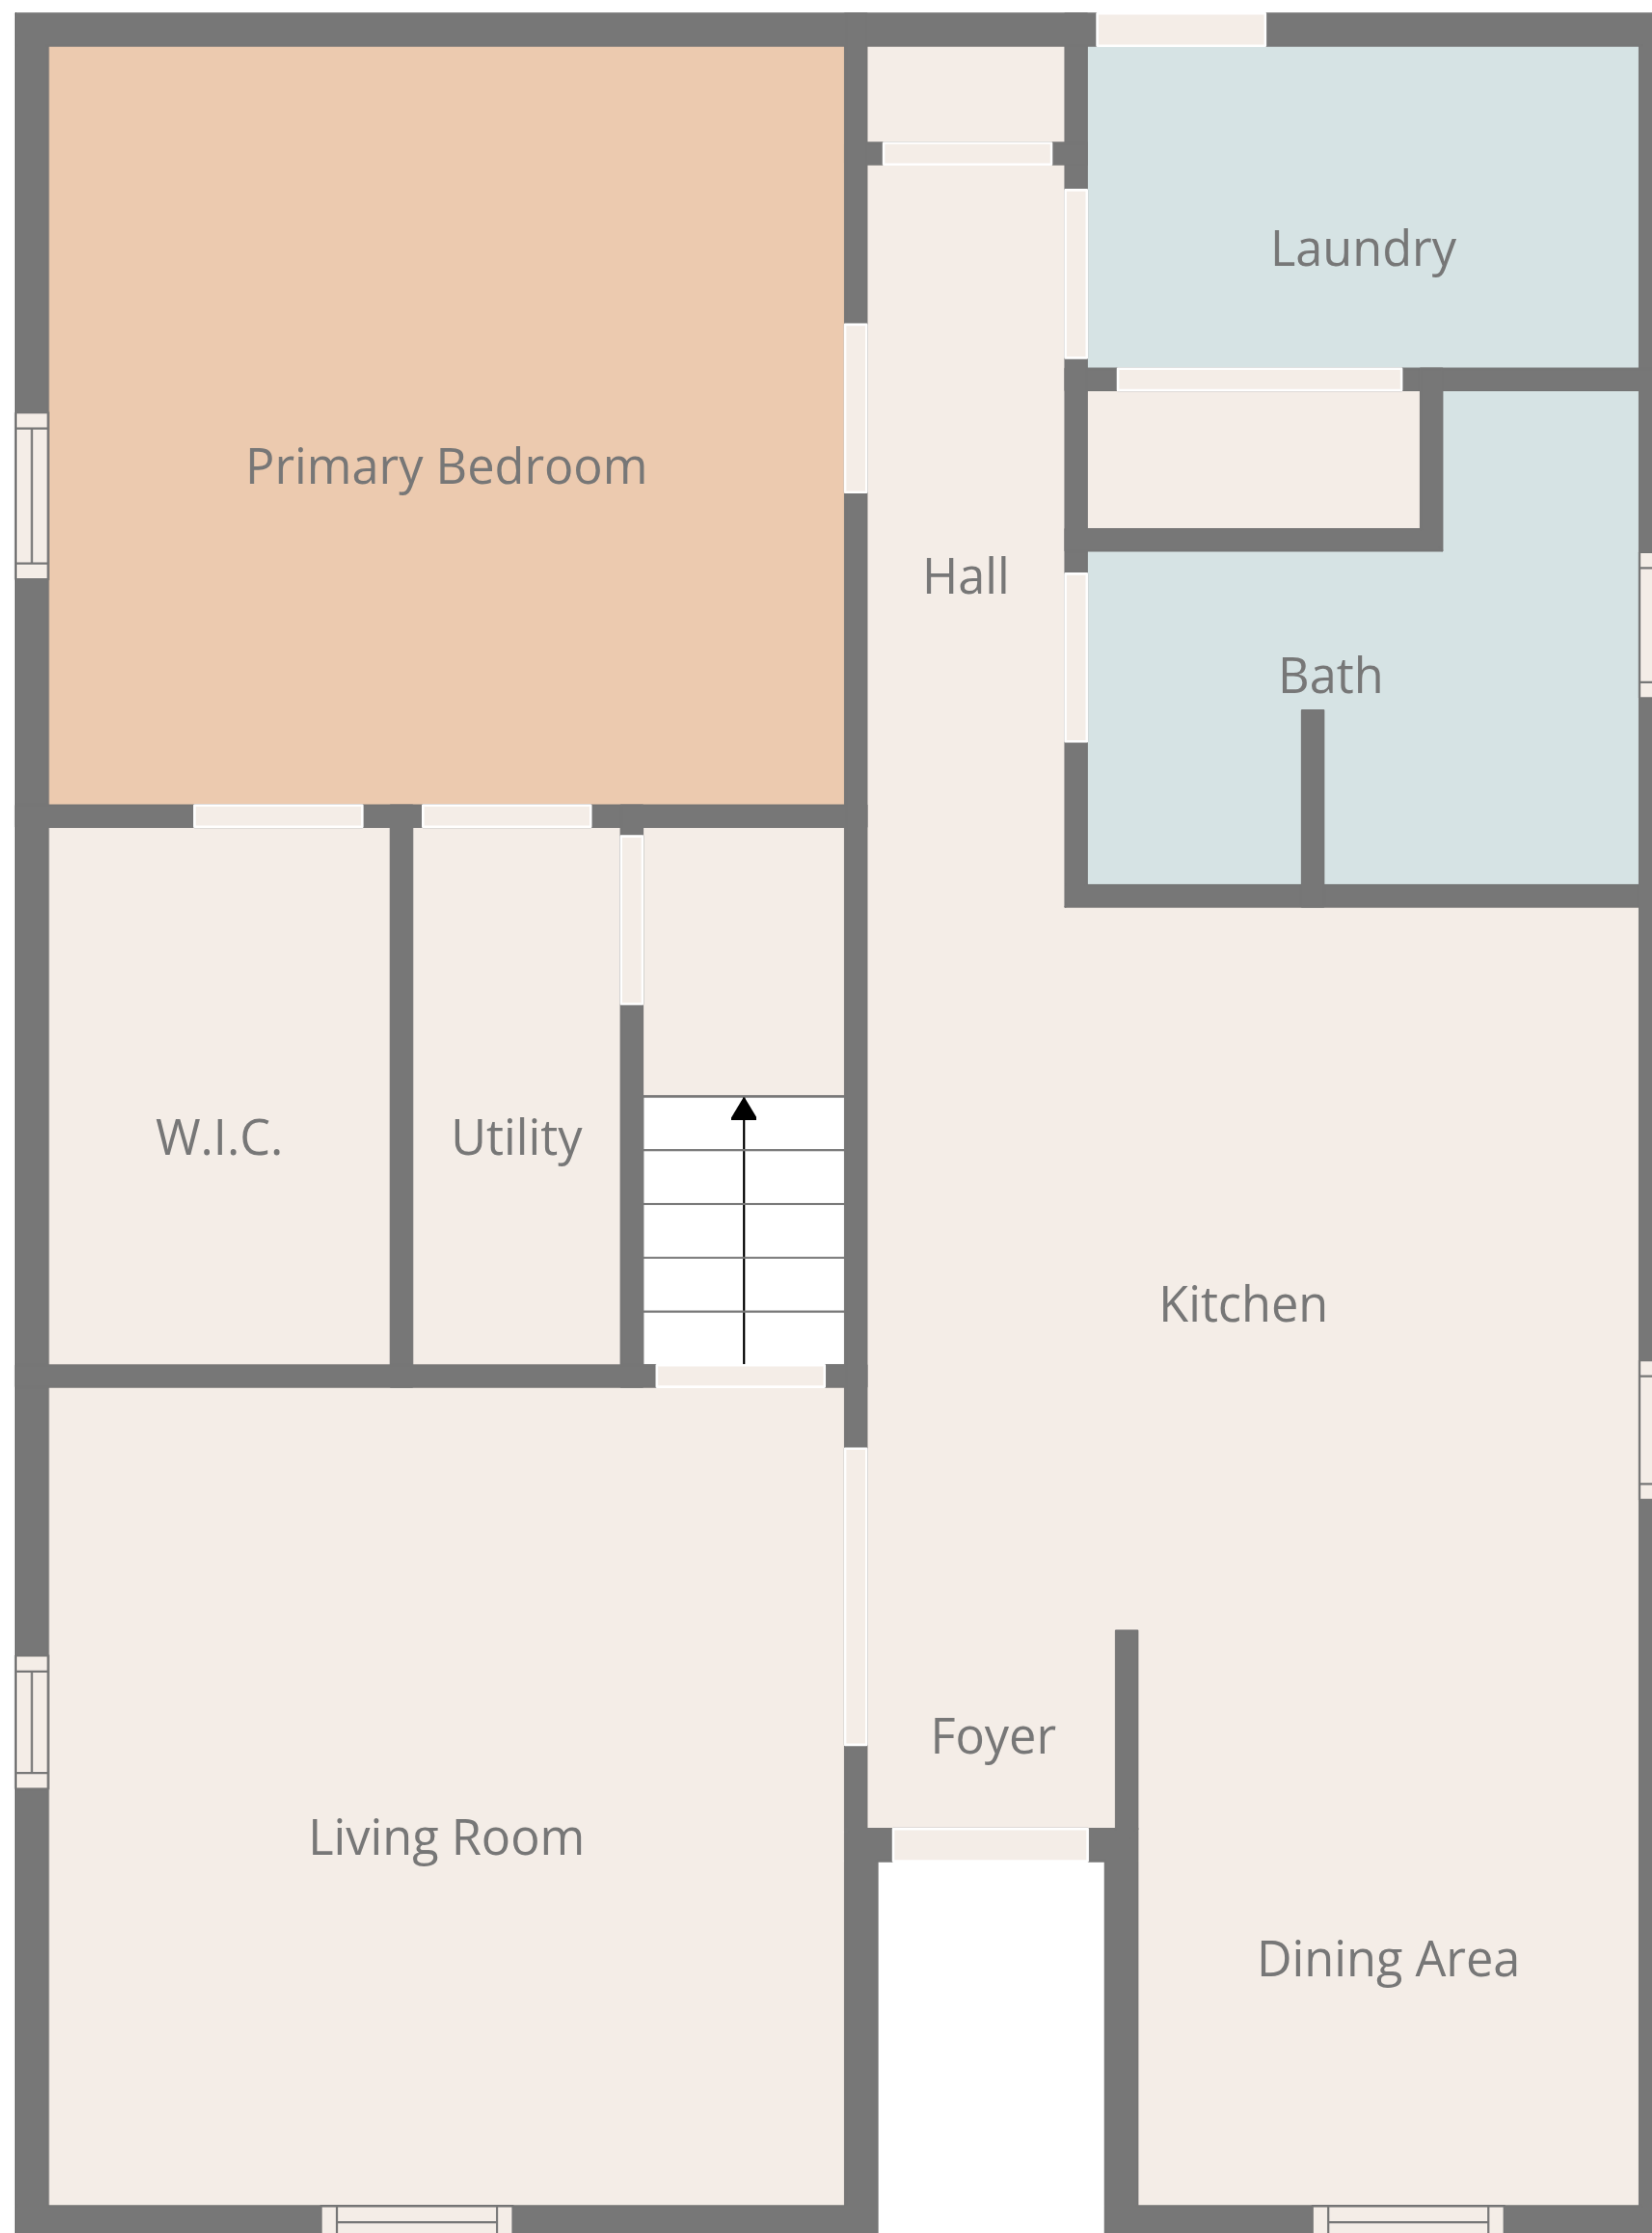 Laundry
Primary Bedroom
Hall
Bath
W.I.C.
Utility
Kitchen
Foyer
Living Room
Dining Area